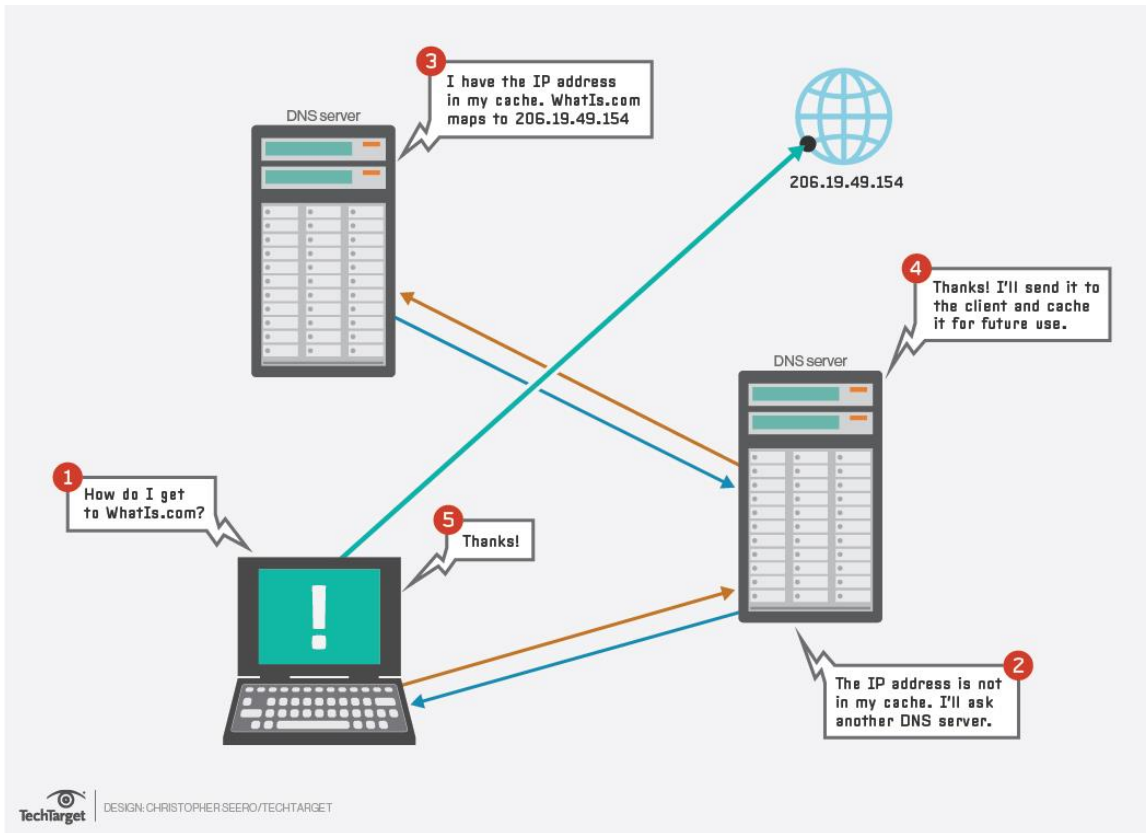 3
I have the IP address
in my cache. WhatIs.com
maps to 206.19.49.154
DNS server
206.19.49.154
4
Thanks! I'll send it to
the client and cache
it for future use.
DNS server
1
How do I get
to WhatIs.com?
5
Thanks!
2
The IP address is not
in my cache. I'll ask
another DNS server.
TechTarget
DESIGN: CHRISTOPHER SEERO/TECHTARGET